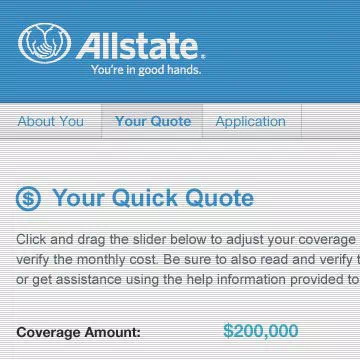 Allstate®
You're in good hands.
About You Your Quote Application
$ Your Quick Quote
Click and drag the slider below to adjust your coverage
verify the monthly cost. Be sure to also read and verify t
or get assistance using the help information provided to
Coverage Amount: $200,000